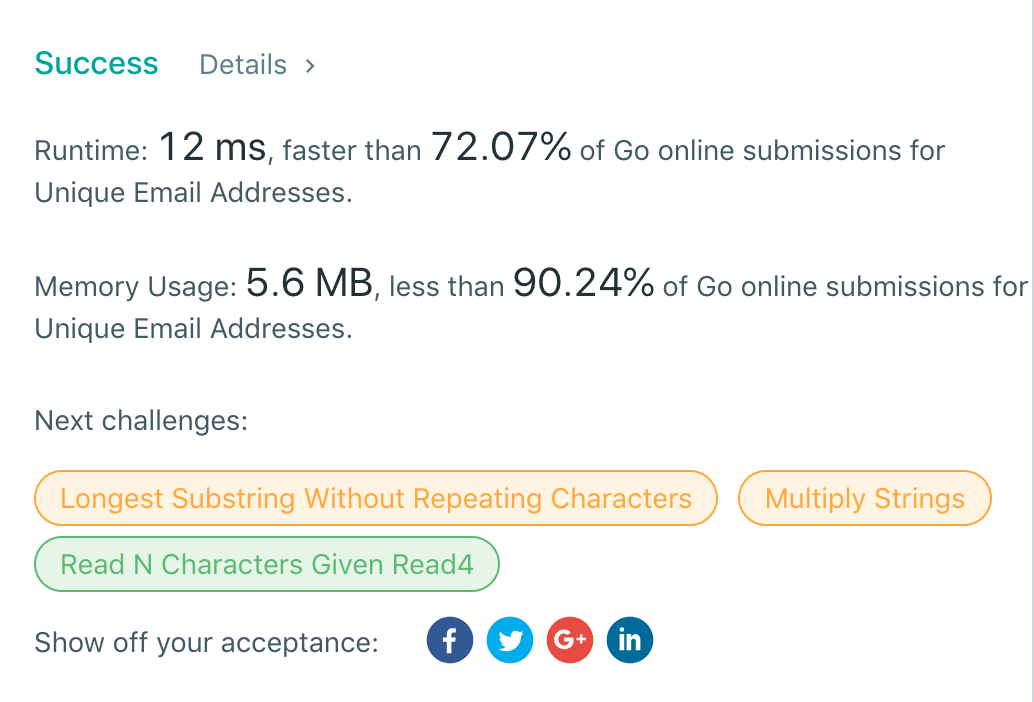 Success Details >
Runtime: 12 ms, faster than 72.07% of Go online submissions for
Unique Email Addresses.
Memory Usage: 5.6 MB, less than 90.24% of Go online submissions for
Unique Email Addresses.
Next challenges:
Longest Substring Without Repeating Characters Multiply Strings
Read N Characters Given Read4
Show off your acceptance: f G+ in